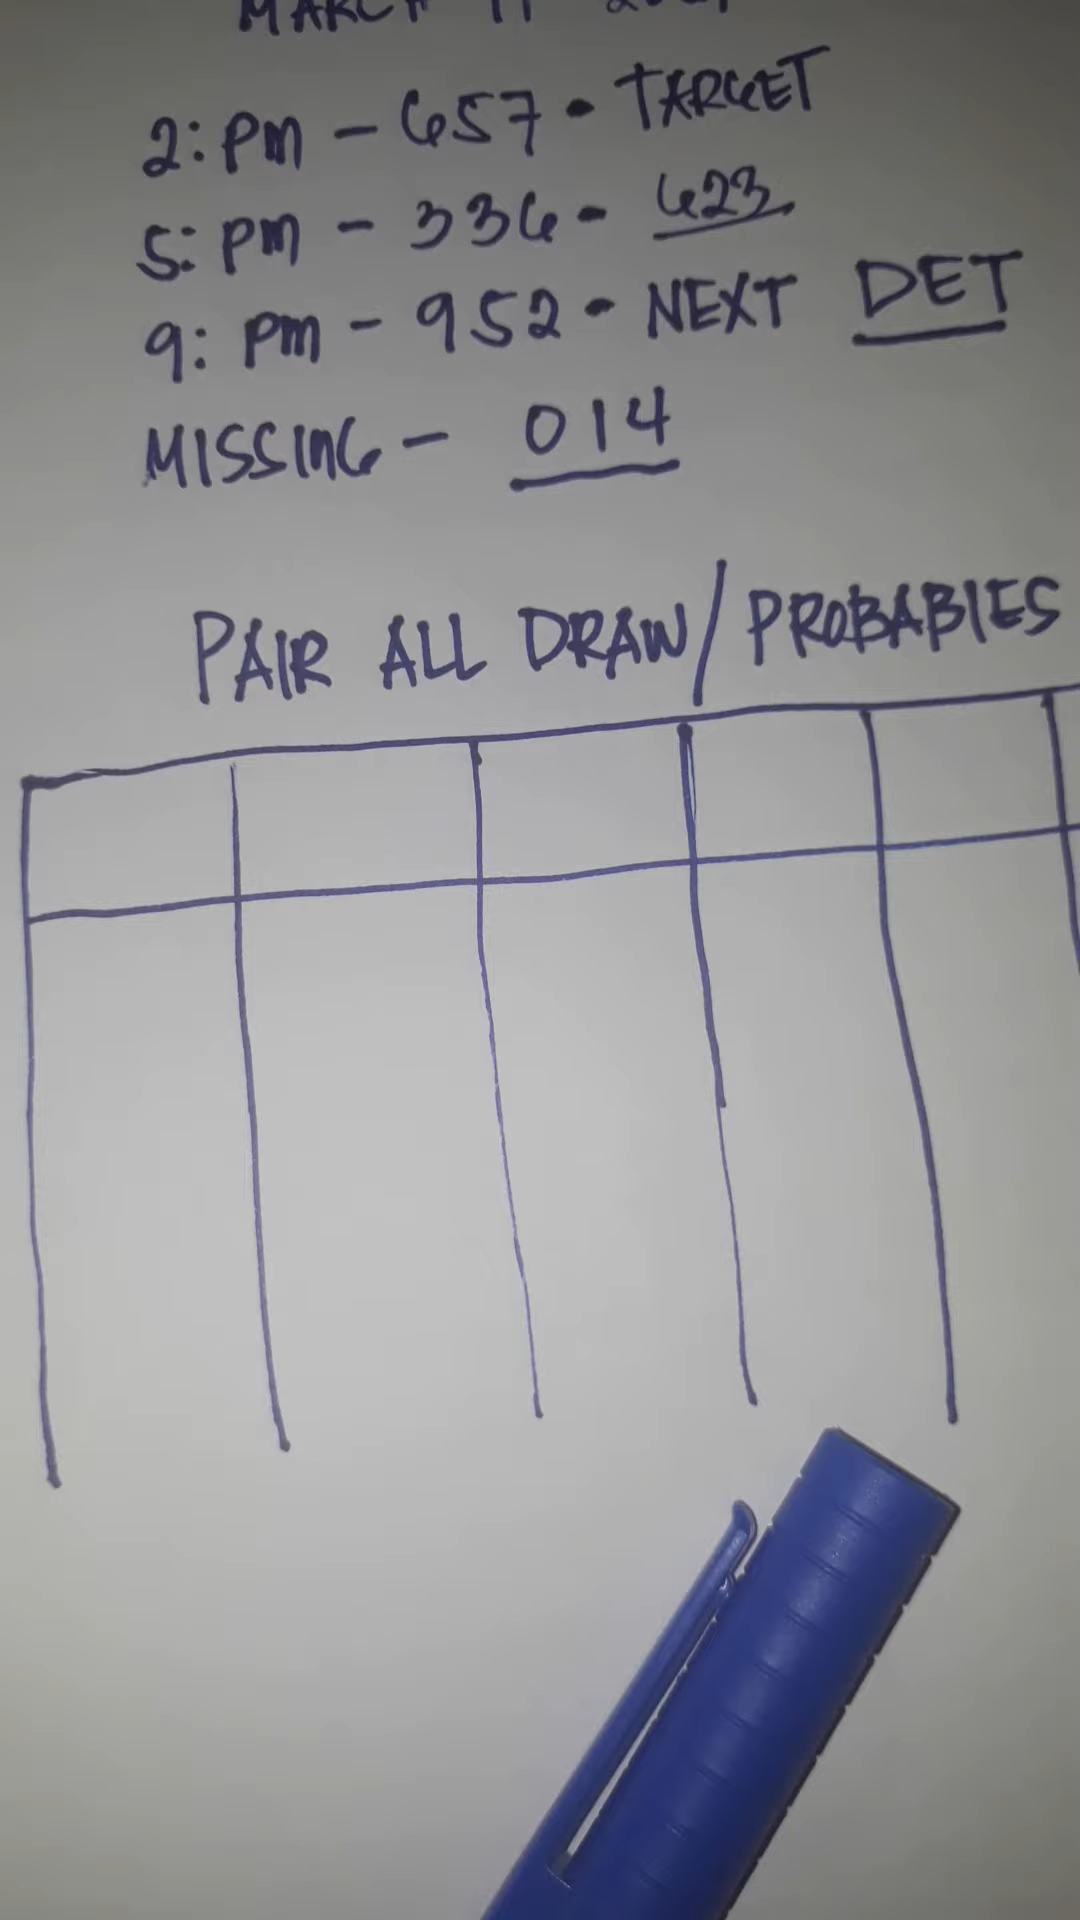 2:PM - 657 - TARGET
5:PM - 336 - 623
9:PM - 952 - NEXT DET
MISSING - 014
PAIR ALL DRAW/PROBABIES